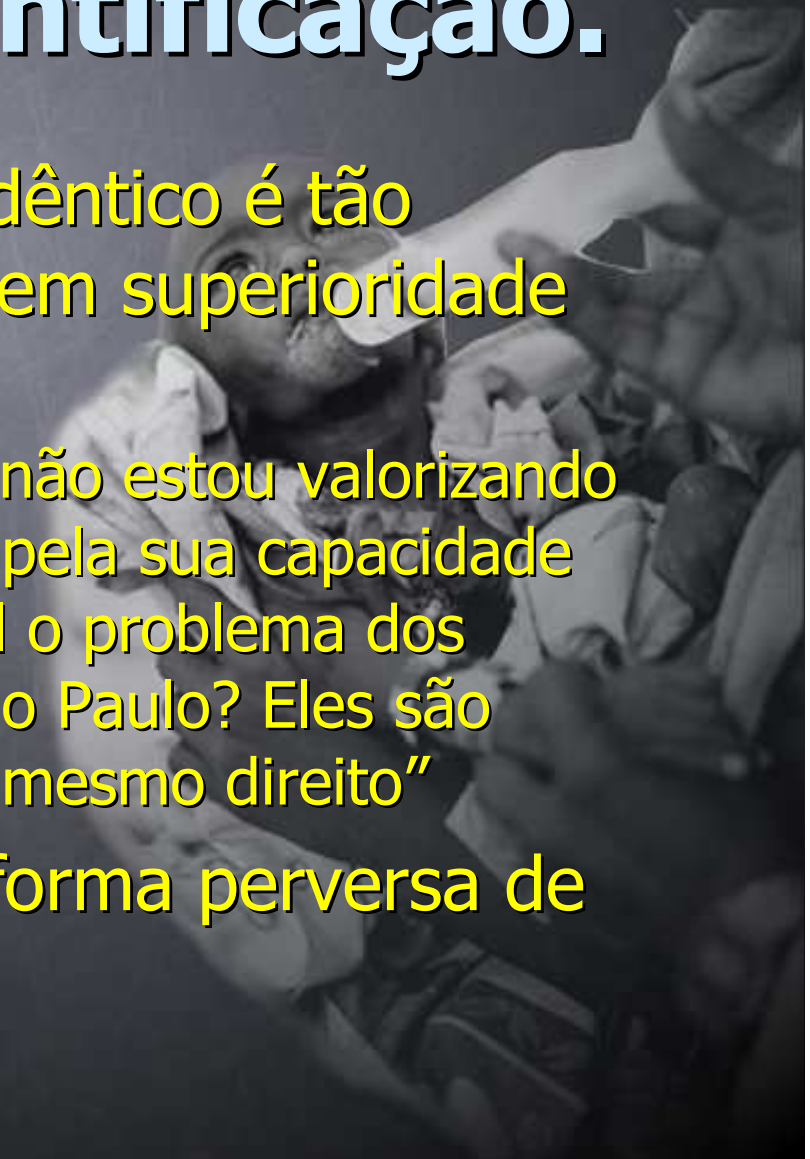 ntificação.
dêntico é tão
em superioridade
não estou valorizando
pela sua capacidade
o problema dos
o Paulo? Eles são
mesmo direito”
forma perversa de